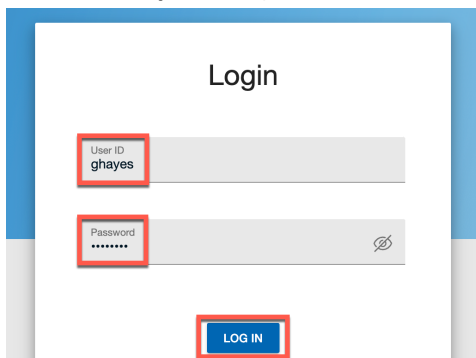 Login
User ID
ghayes
Password
••••••••
LOG IN